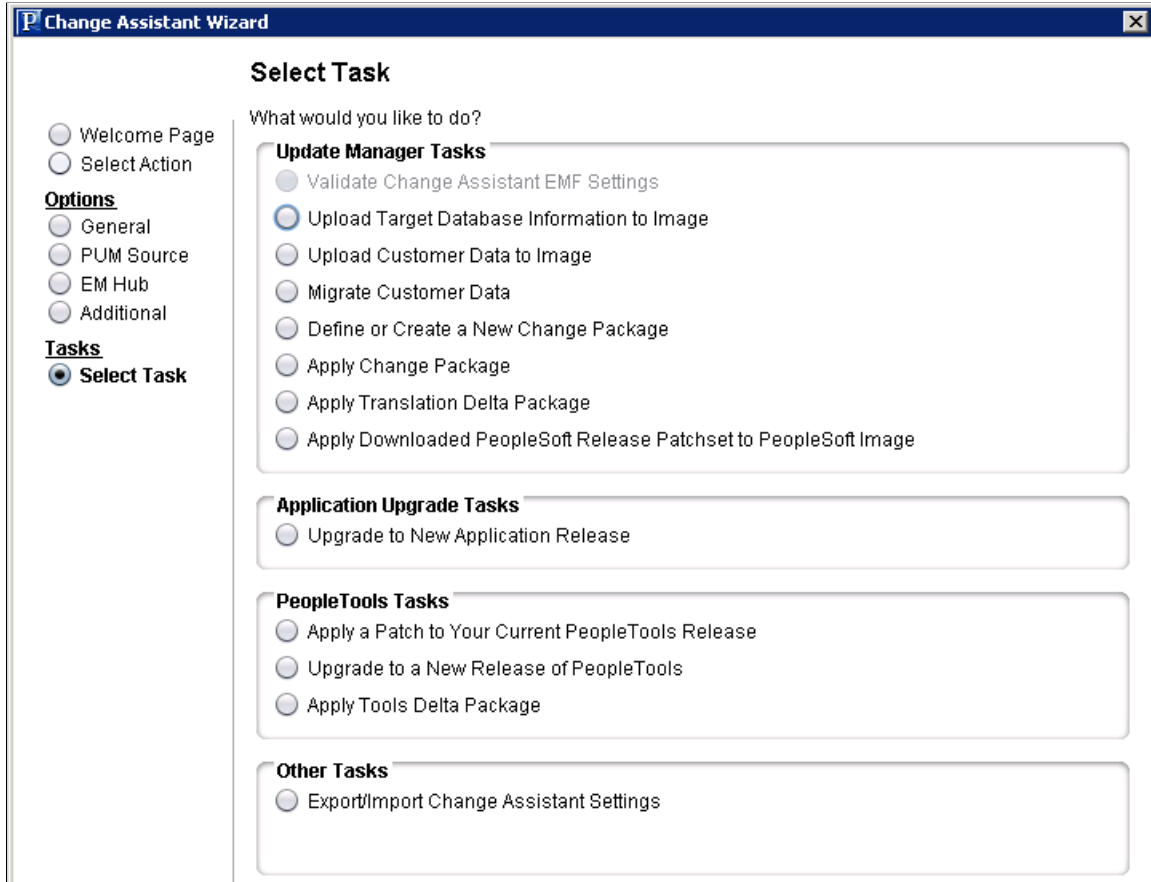 Change Assistant Wizard
Select Task
What would you like to do?
Welcome Page
Select Action
Options
General
PUM Source
EM Hub
Additional
Tasks
Select Task
Update Manager Tasks
Validate Change Assistant EMF Settings
Upload Target Database Information to Image
Upload Customer Data to Image
Migrate Customer Data
Define or Create a New Change Package
Apply Change Package
Apply Translation Delta Package
Apply Downloaded PeopleSoft Release Patchset to PeopleSoft Image
Application Upgrade Tasks
Upgrade to New Application Release
PeopleTools Tasks
Apply a Patch to Your Current PeopleTools Release
Upgrade to a New Release of PeopleTools
Apply Tools Delta Package
Other Tasks
Export/Import Change Assistant Settings